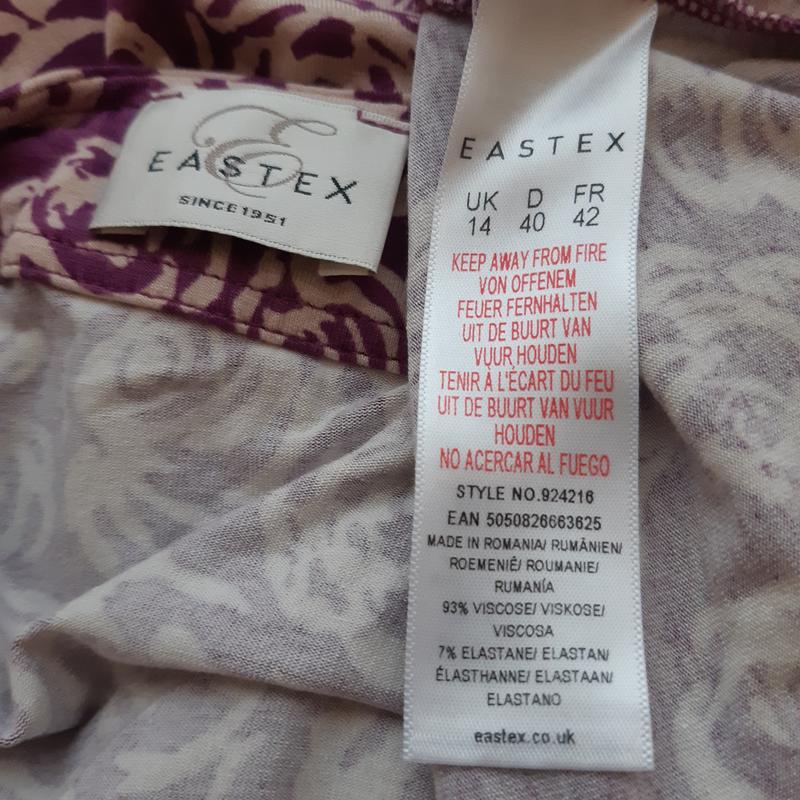 E
EASTEX
SINCE 1951
EASTEX
UK D FR
14 40 42
KEEP AWAY FROM FIRE
VON OFFENEM
FEUER FERNHALTEN
UIT DE BUURT VAN
VUUR HOUDEN
TENIR À L'ÉCART DU FEU
UIT DE BUURT VAN VUUR
HOUDEN
NO ACERCAR AL FUEGO
STYLE NO.924216
EAN 5050826663625
MADE IN ROMANIA/ RUMÄNIEN/
ROEMENIË/ ROUMANIE/
RUMANÍA
93% VISCOSE/ VISKOSE/
VISCOSA
7% ELASTANE/ ELASTAN/
ÉLASTHANNE/ ELASTAAN/
ELASTANO
eastex.co.uk